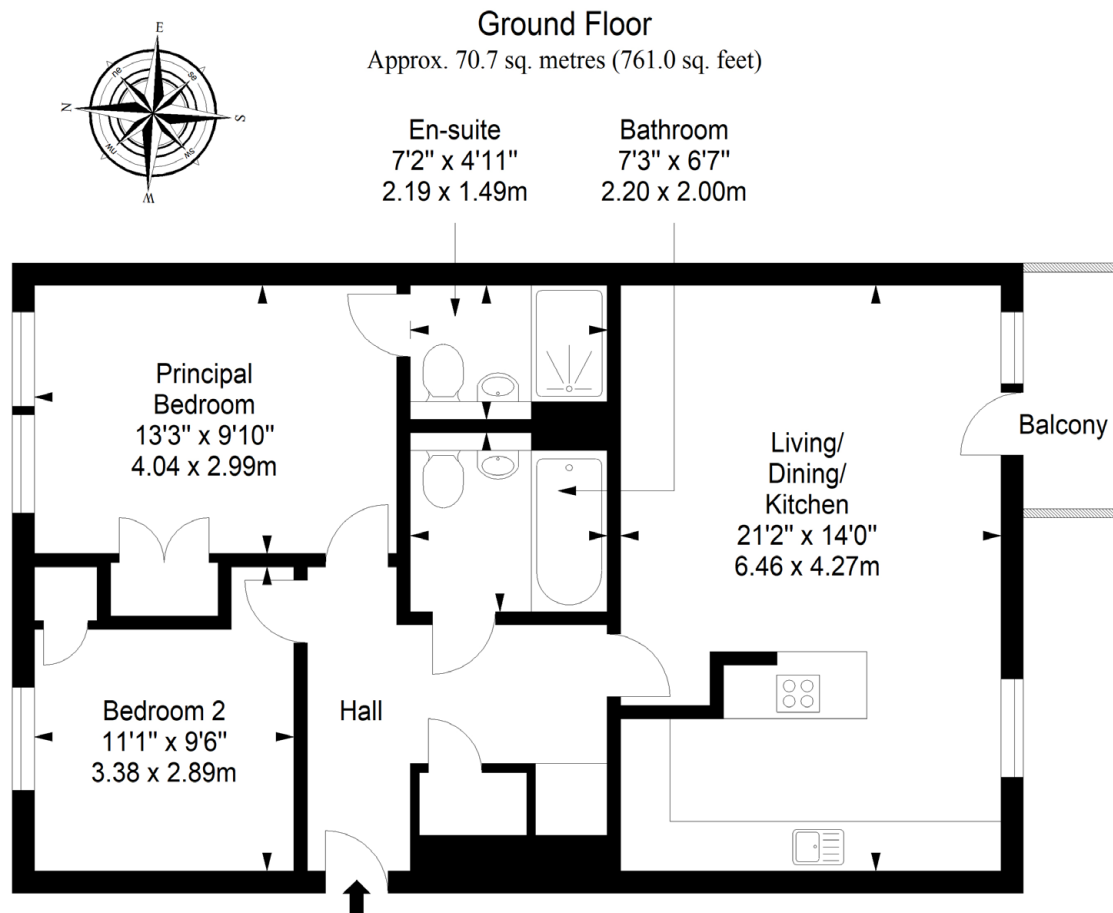 Ground Floor
Approx. 70.7 sq. metres (761.0 sq. feet)
E
ne
se
N
S
nw
sw
W
En-suite
7'2" x 4'11"
2.19 x 1.49m
Bathroom
7'3" x 6'7"
2.20 x 2.00m
Principal
Bedroom
13'3" x 9'10"
4.04 x 2.99m
Living/
Dining/
Kitchen
21'2" x 14'0"
6.46 x 4.27m
Balcony
Bedroom 2
11'1" x 9'6"
3.38 x 2.89m
Hall